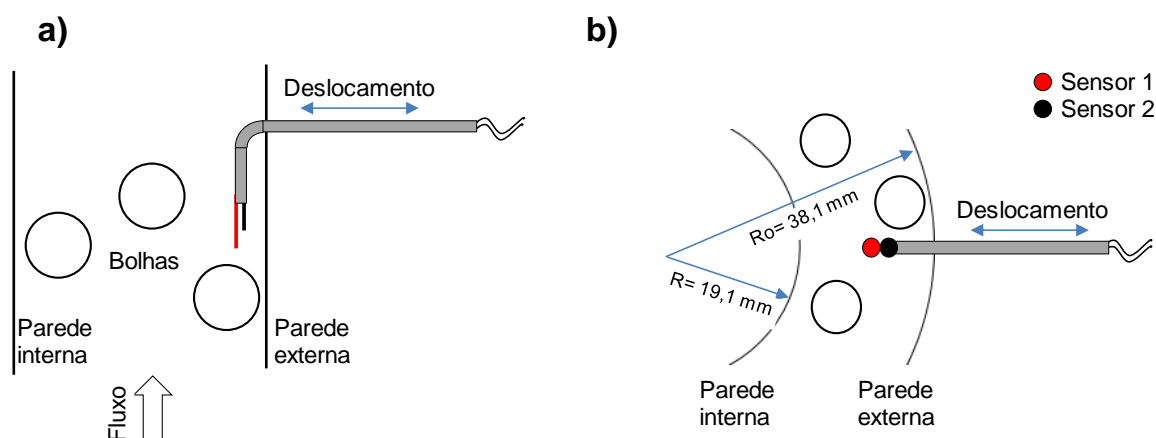 a)
Deslocamento
Bolhas
Parede
interna
Parede
externa
Fluxo
b)
Sensor 1
Sensor 2
Ro= 38,1 mm
R= 19,1 mm
Deslocamento
Parede
interna
Parede
externa